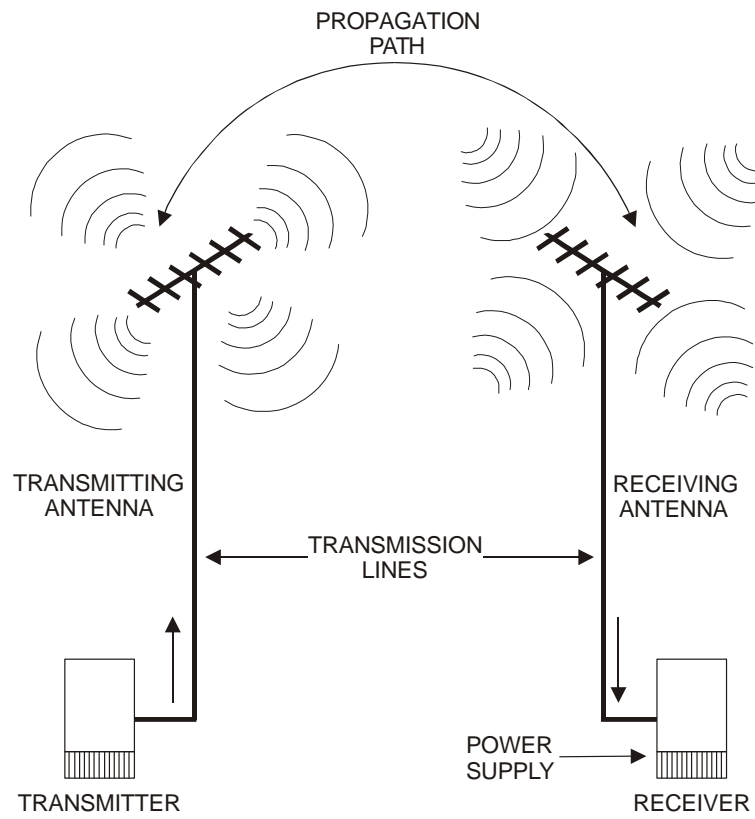 PROPAGATION
PATH
TRANSMITTING
ANTENNA
RECEIVING
ANTENNA
TRANSMISSION
LINES
POWER
SUPPLY
TRANSMITTER
RECEIVER